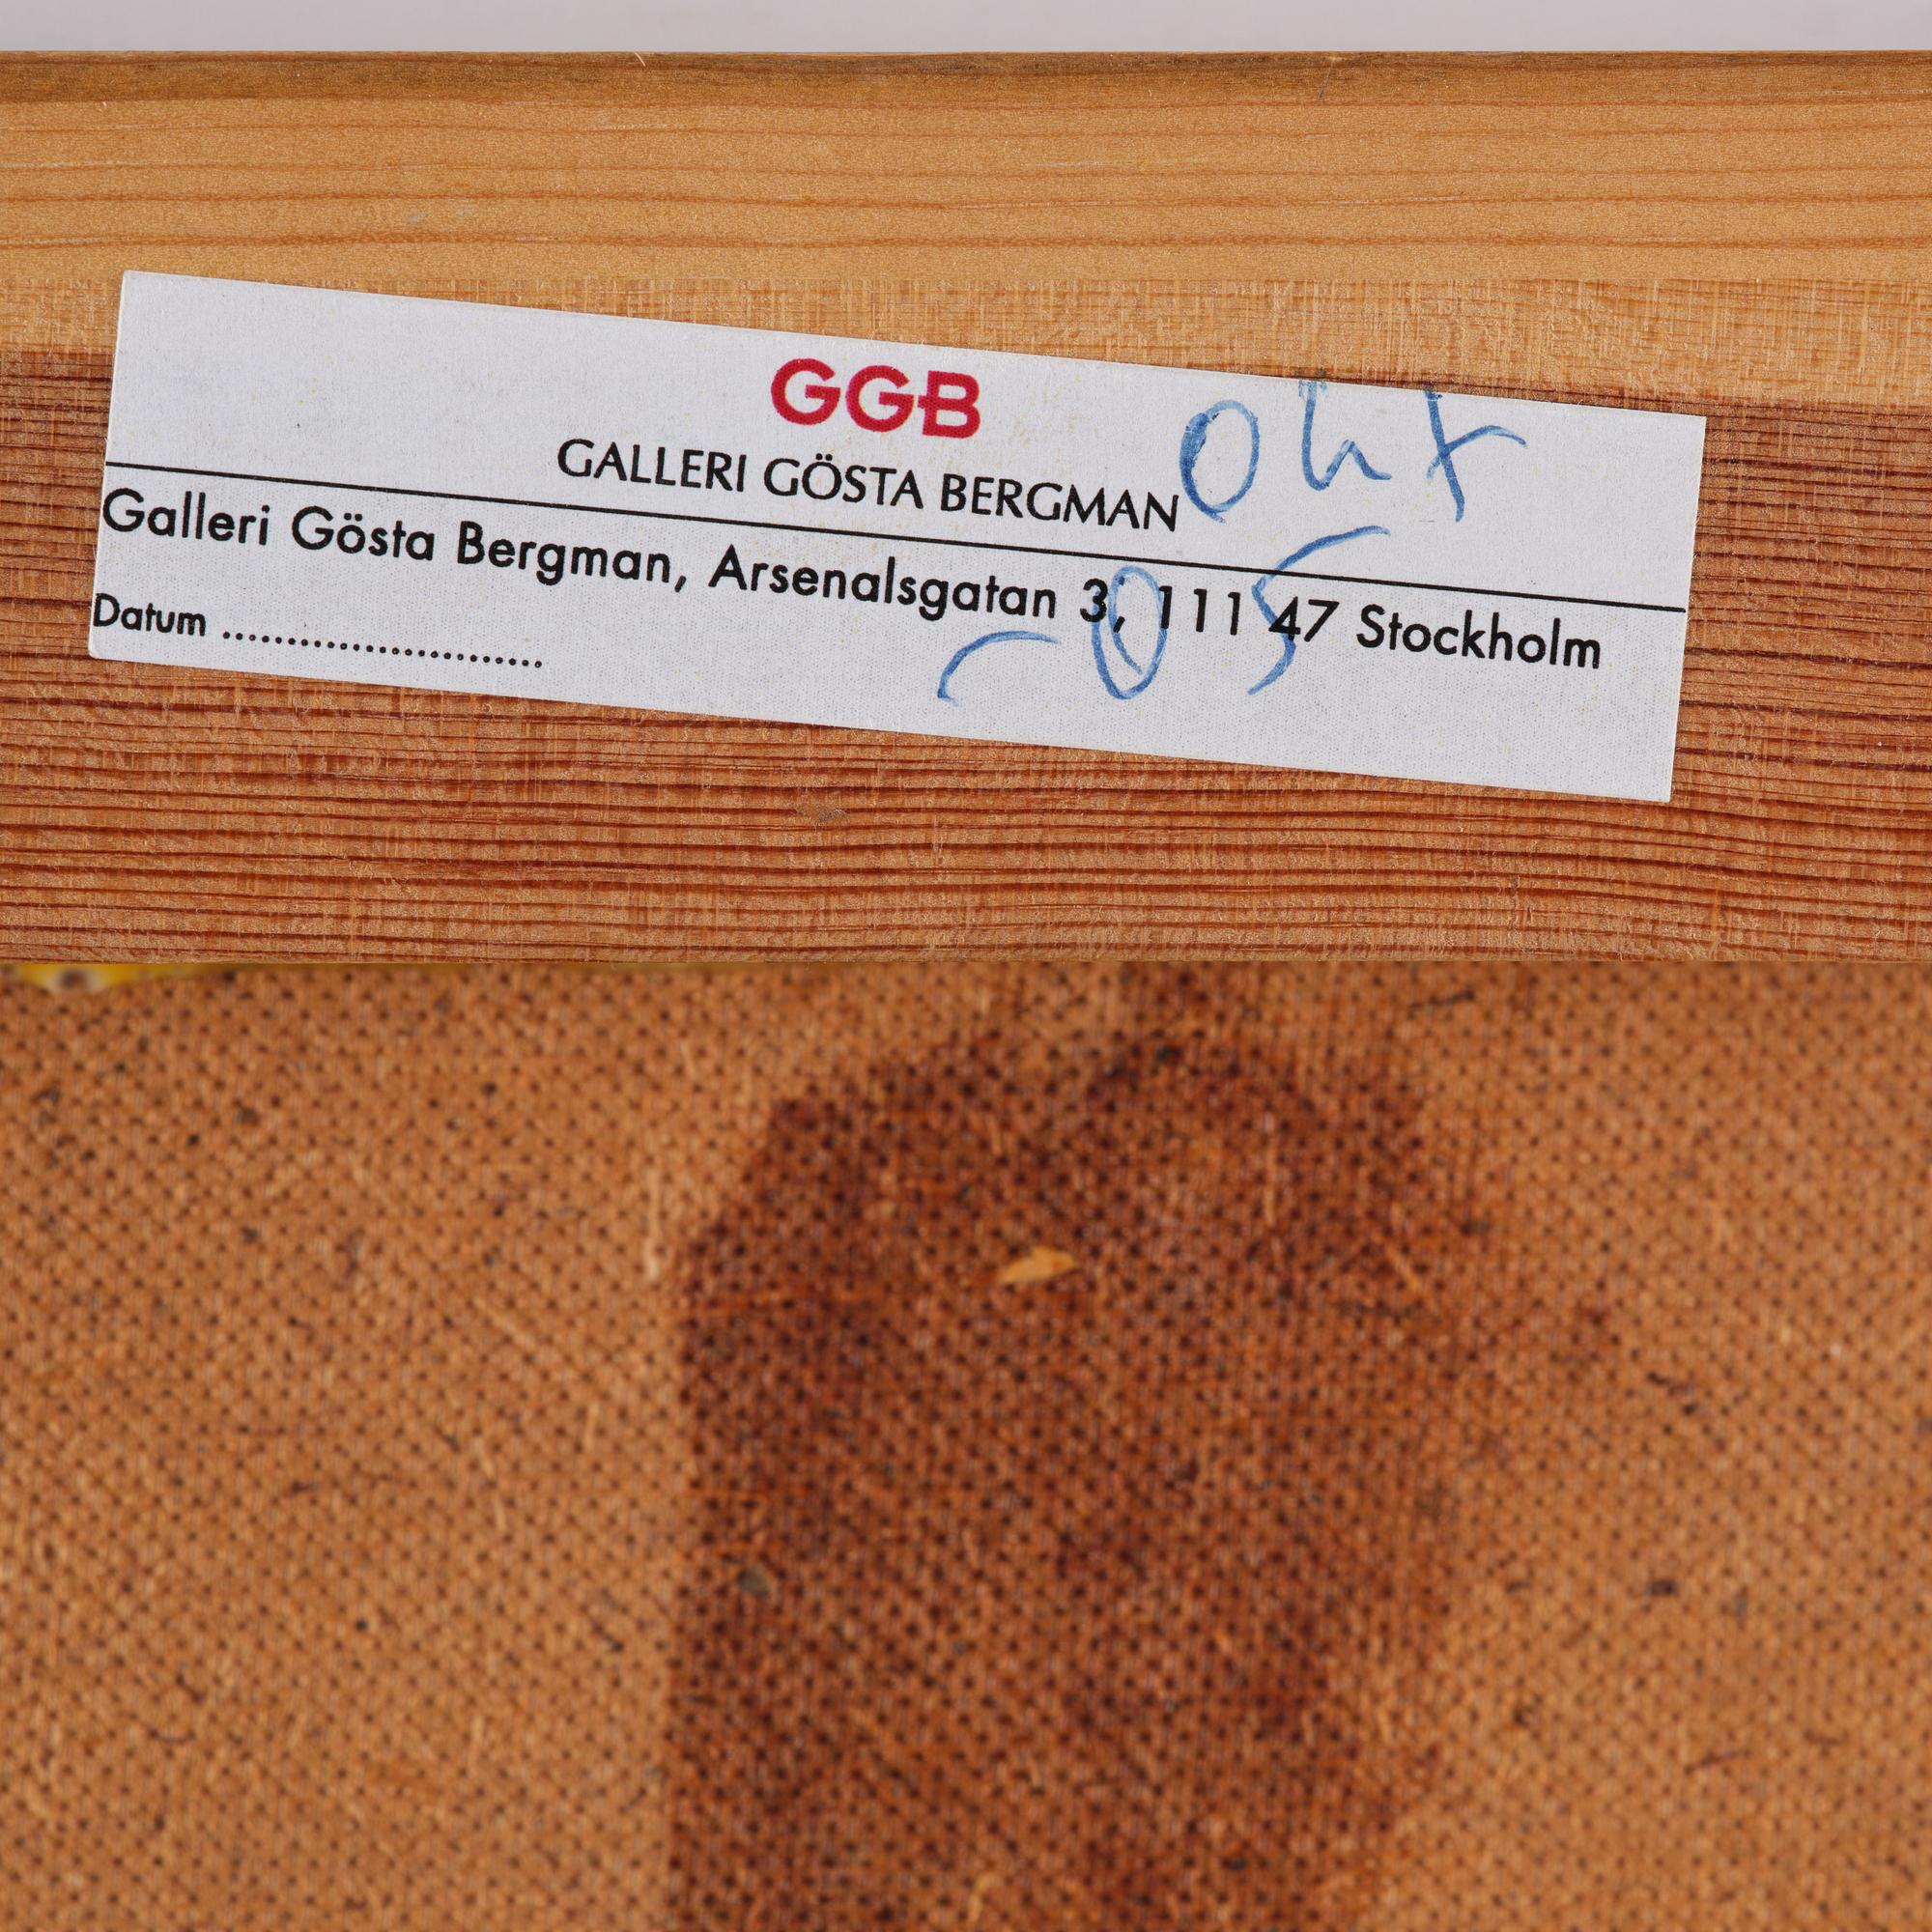 GGB
GALLERI GÖSTA BERGMAN
okt
Galleri Gösta Bergman, Arsenalsgatan 3, 111 47 Stockholm
-05
Datum ........................